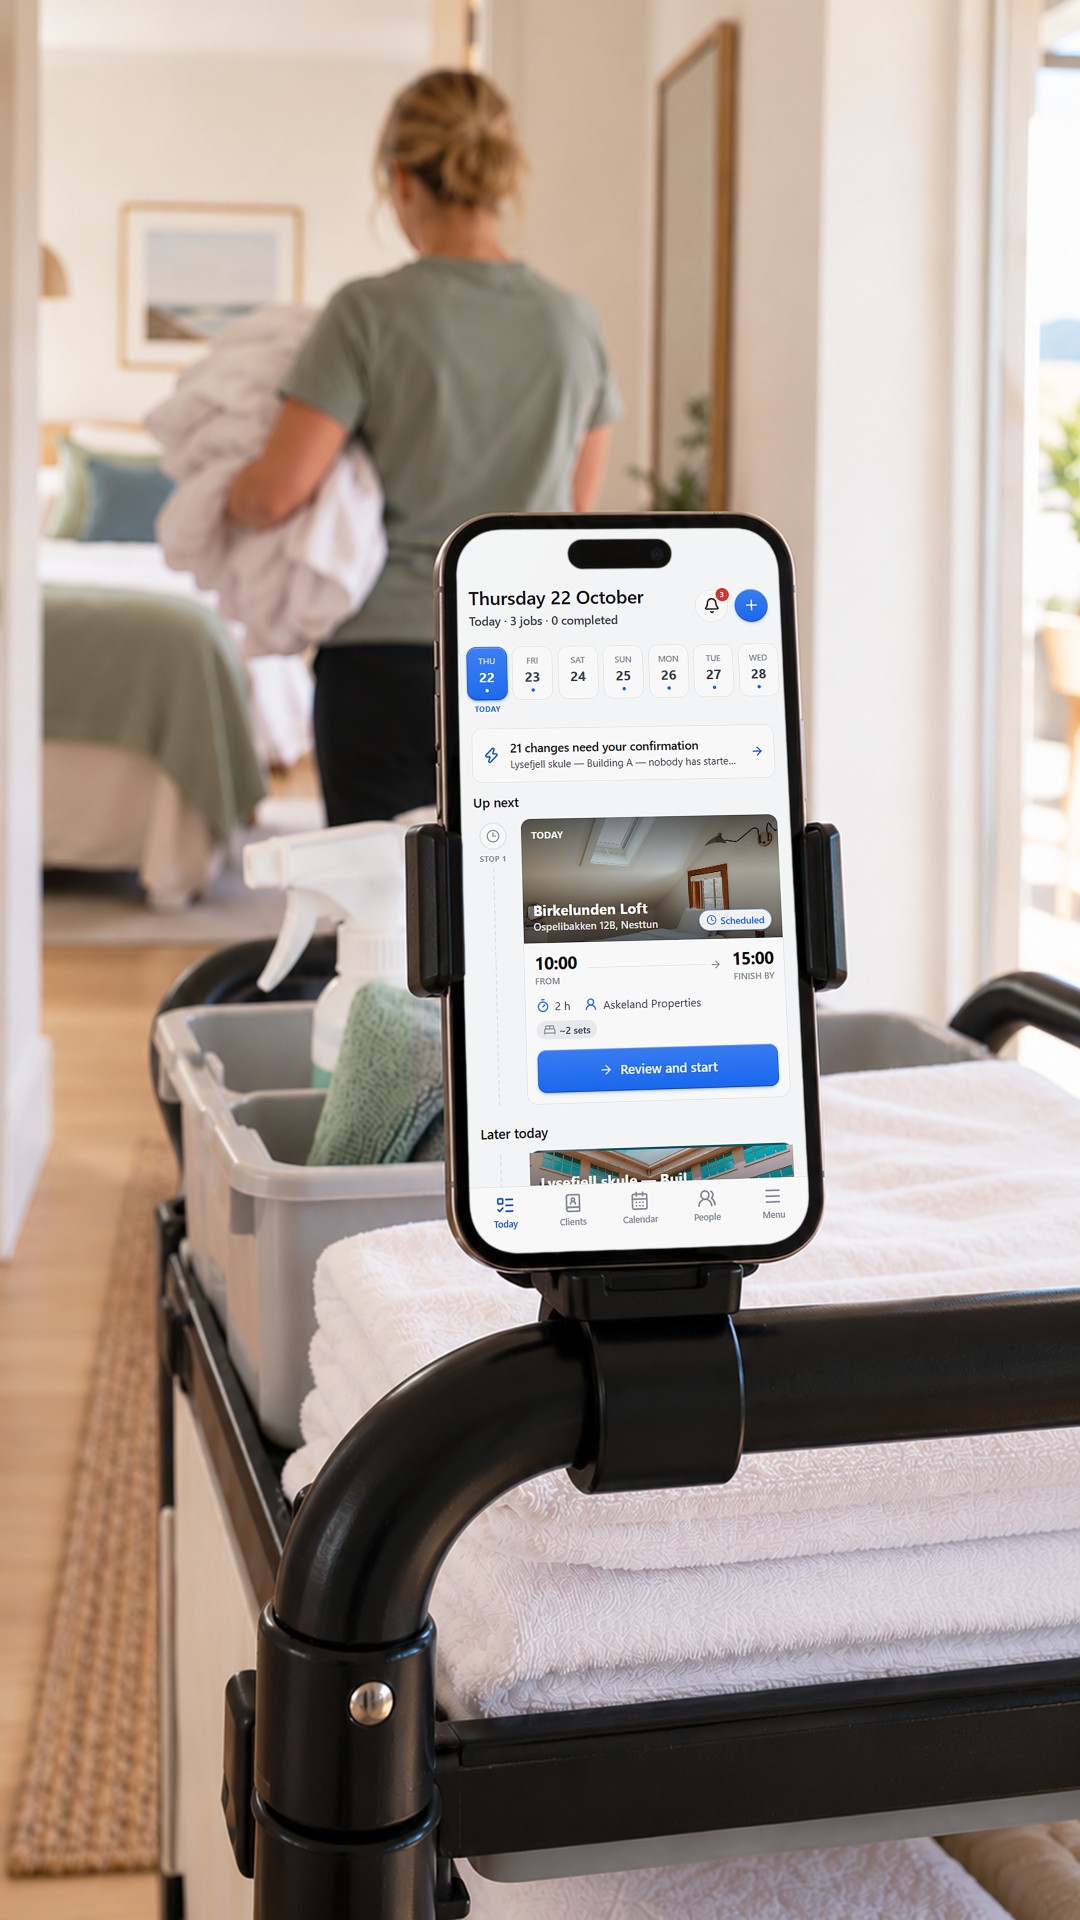 Thursday 22 October
3
Today · 3 jobs · 0 completed
THU FRI SAT SUN MON TUE WED
22 23 24 25 26 27 28
TODAY
21 changes need your confirmation
Lysefjell skule — Building A — nobody has starte...
Up next
STOP 1
TODAY
Birkelunden Loft
Ospelibakken 12B, Nesttun
Scheduled
10:00 15:00
FROM FINISH BY
2 h Askeland Properties
~2 sets
Review and start
Later today
Lysefjell skule — Buil
Today Clients Calendar People Menu